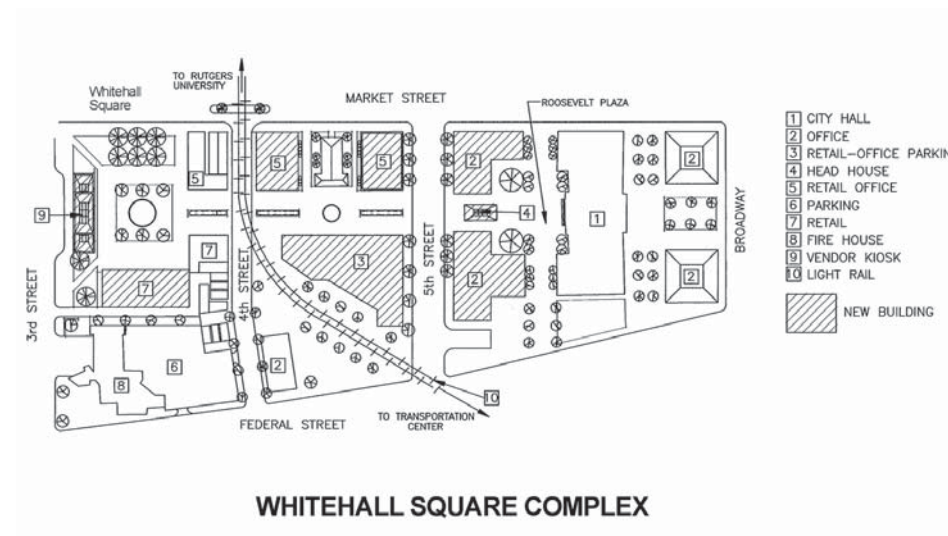 TO RUTGERS
UNIVERSITY
Whitehall
Square
MARKET STREET
ROOSEVELT PLAZA
1 CITY HALL
2 OFFICE
3 RETAIL-OFFICE PARKIN
4 HEAD HOUSE
5 RETAIL OFFICE
6 PARKING
7 RETAIL
8 FIRE HOUSE
9 VENDOR KIOSK
10 LIGHT RAIL
NEW BUILDING
5
5
5
2
2
9
4
1
7
3
7
2
2
6
8
2
10
3rd STREET
4th STREET
5th STREET
BROADWAY
FEDERAL STREET
TO TRANSPORTATION
CENTER
WHITEHALL SQUARE COMPLEX